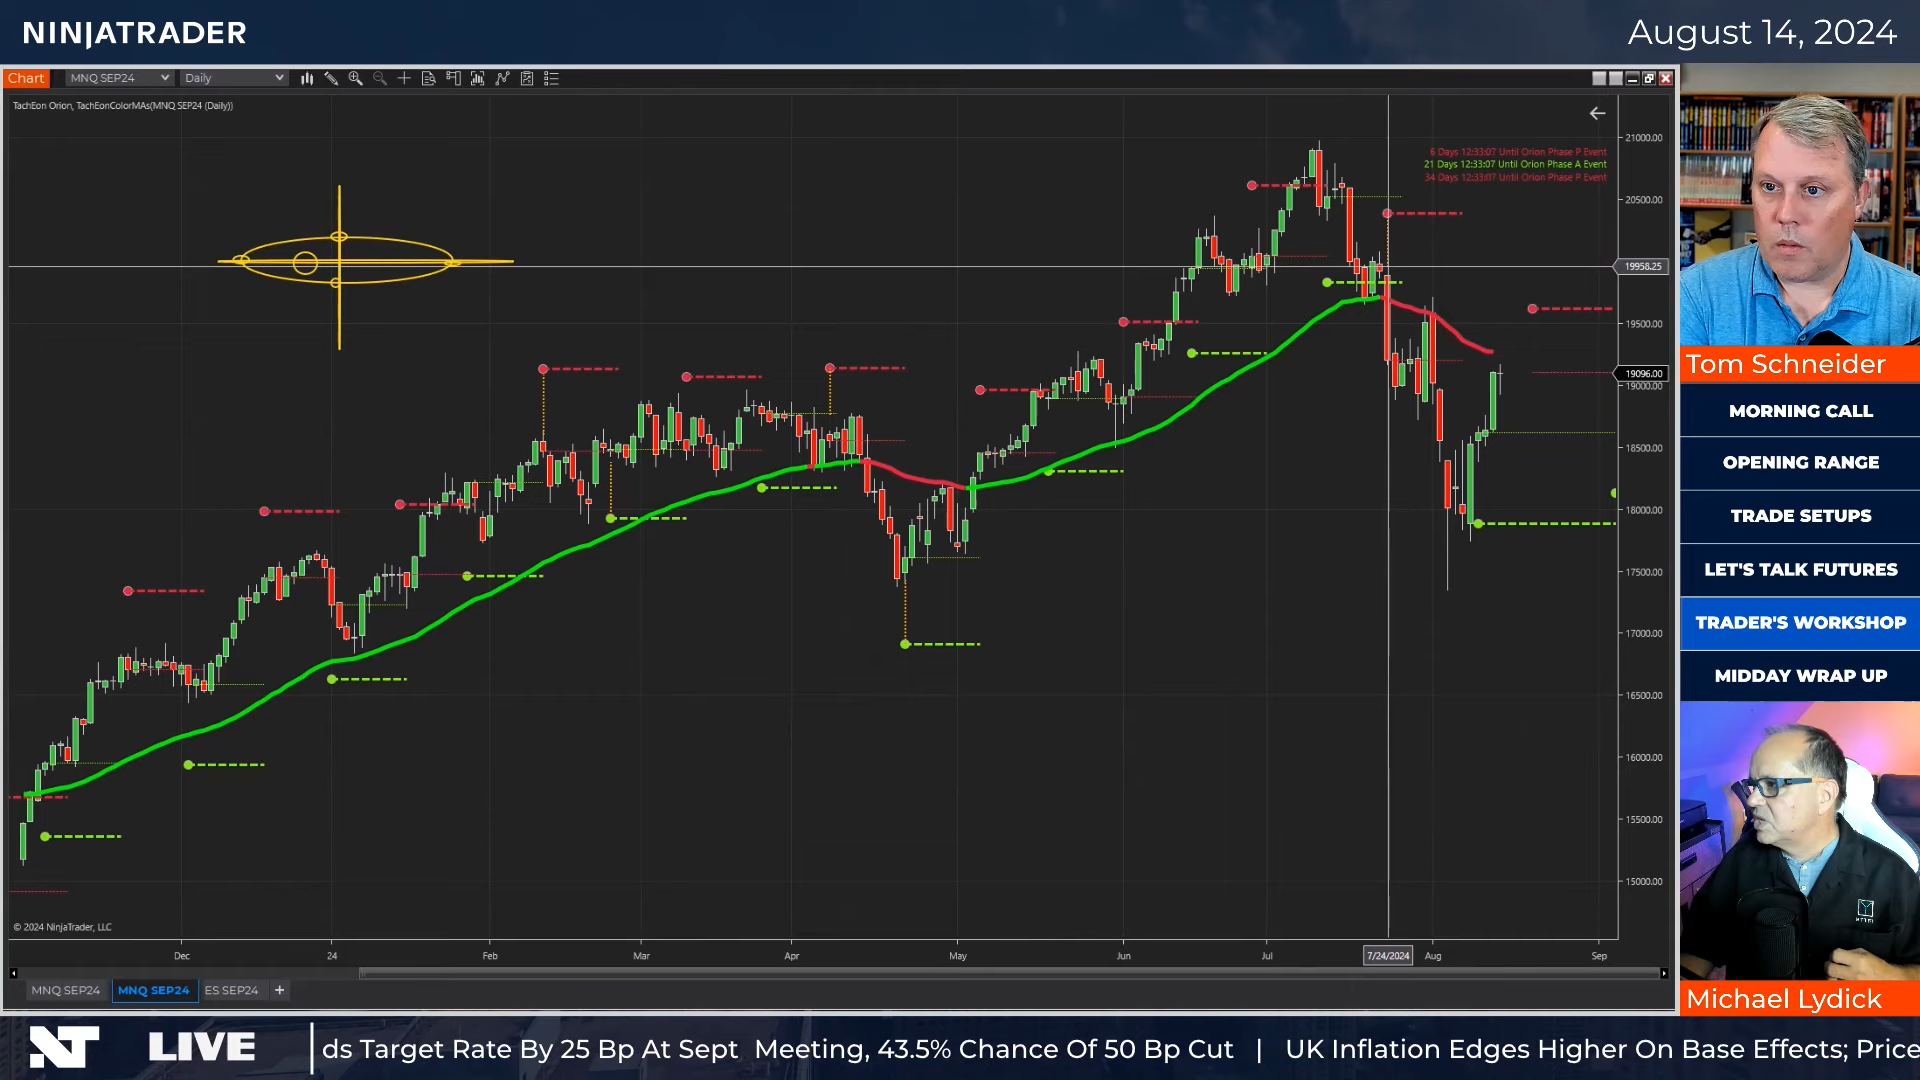 NINJATRADER
August 14, 2024
Chart
MNQ SEP24
Daily
TachEon Orion, TachEonColorMAs(MNQ SEP24 (Daily))
6 Days 12:33:07 Until Orion Phase P Event
21 Days 12:33:07 Until Orion Phase A Event
34 Days 12:33:07 Until Orion Phase P Event
21000.00
20500.00
19958.25
19500.00
19096.00
19000.00
18500.00
18000.00
17500.00
17000.00
16500.00
16000.00
15500.00
15000.00
© 2024 NinjaTrader, LLC
Dec
24
Feb
Mar
Apr
May
Jun
Jul
7/24/2024
Aug
Sep
MNQ SEP24
MNQ SEP24
ES SEP24
+
Tom Schneider
MORNING CALL
OPENING RANGE
TRADE SETUPS
LET'S TALK FUTURES
TRADER'S WORKSHOP
MIDDAY WRAP UP
Michael Lydick
NT
LIVE
ds Target Rate By 25 Bp At Sept Meeting, 43.5% Chance Of 50 Bp Cut | UK Inflation Edges Higher On Base Effects; Price